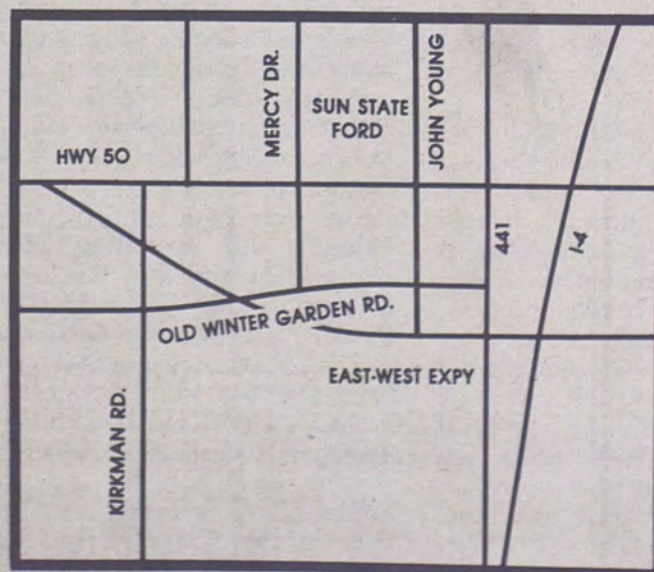 MERCY DR.
SUN STATE
FORD
JOHN YOUNG
HWY 50
441
I-4
OLD WINTER GARDEN RD.
EAST-WEST EXPY
KIRKMAN RD.